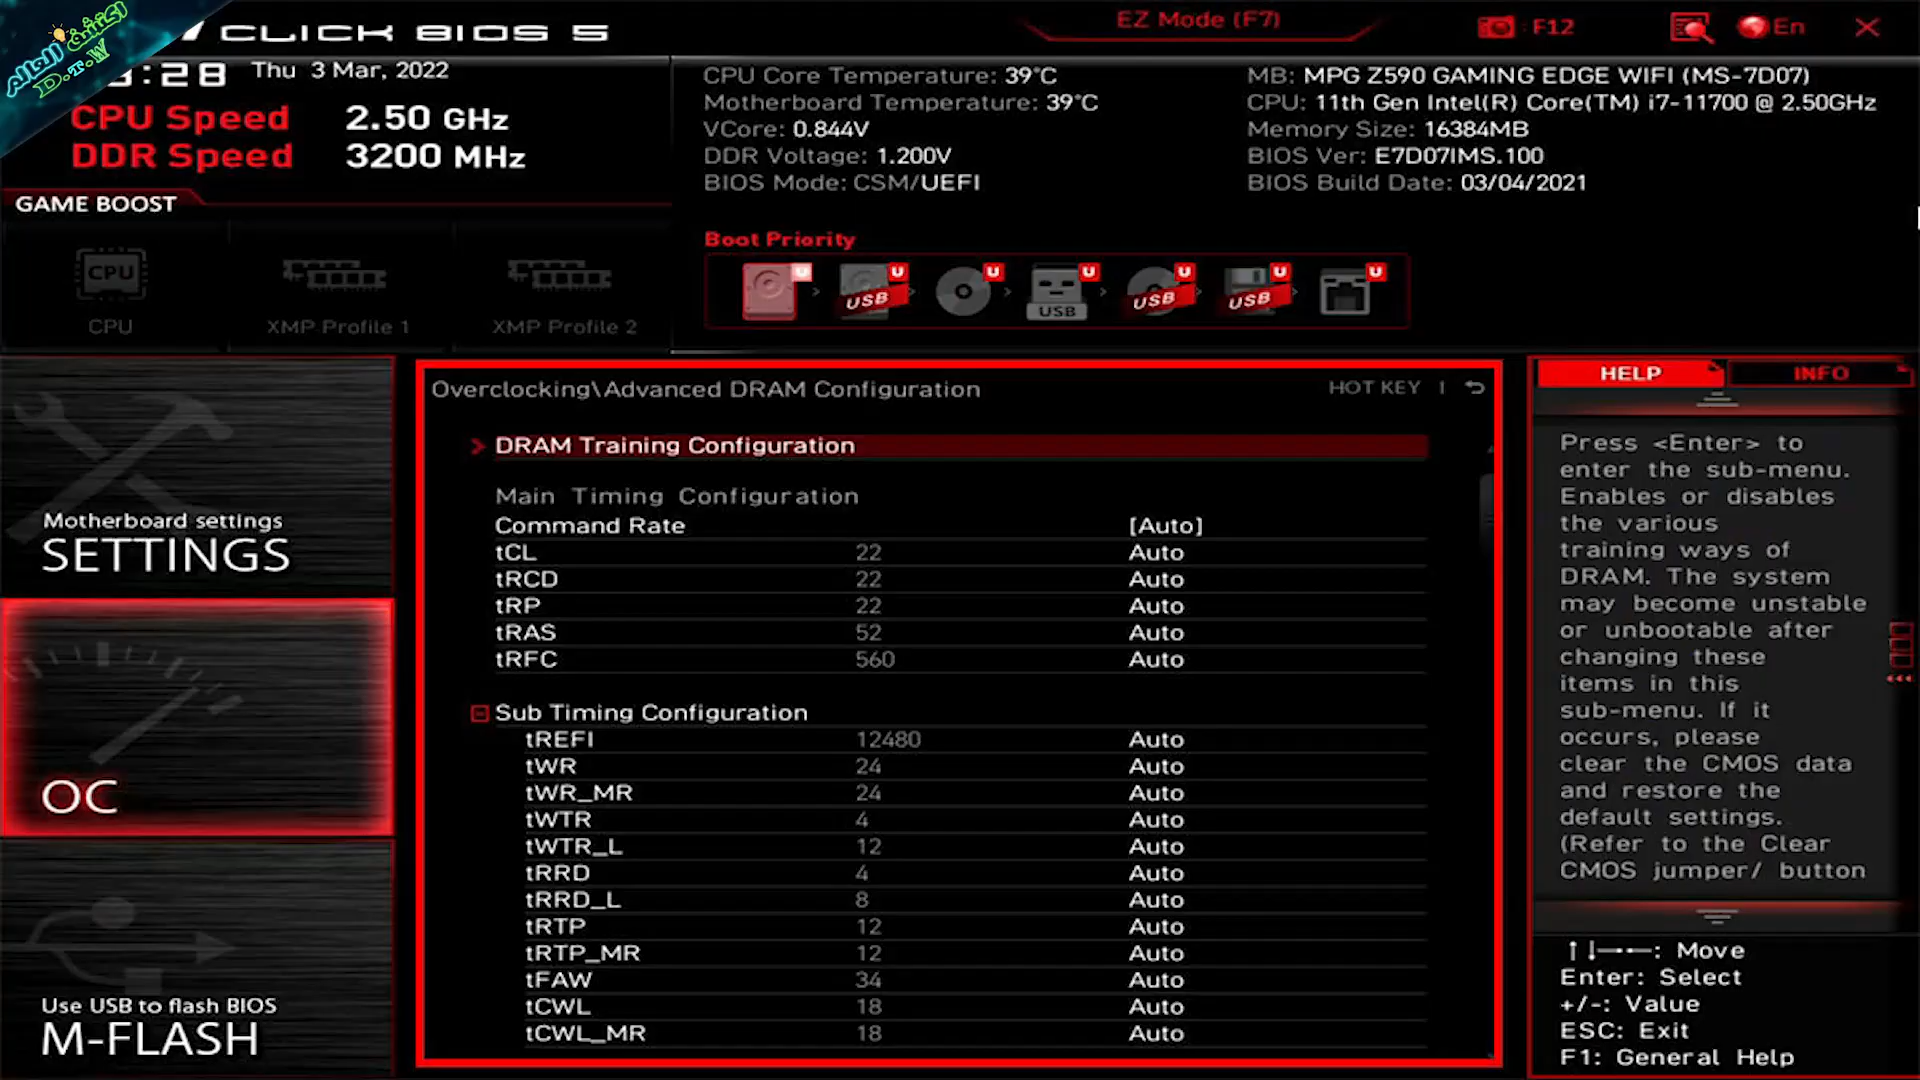 اكتشف العالم
D.T.W
CLICK BIOS 5
EZ Mode (F7)
: F12
En
:28
Thu 3 Mar, 2022
CPU Speed 2.50 GHz
DDR Speed 3200 MHz
CPU Core Temperature: 39°C
Motherboard Temperature: 39°C
VCore: 0.844V
DDR Voltage: 1.200V
BIOS Mode: CSM/UEFI
MB: MPG Z590 GAMING EDGE WIFI (MS-7D07)
CPU: 11th Gen Intel(R) Core(TM) i7-11700 @ 2.50GHz
Memory Size: 16384MB
BIOS Ver: E7D07IMS.100
BIOS Build Date: 03/04/2021
GAME BOOST
CPU
CPU
XMP Profile 1
XMP Profile 2
Boot Priority
U U U U U U U
USB USB USB USB
Motherboard settings
SETTINGS
OC
Use USB to flash BIOS
M-FLASH
Overclocking\Advanced DRAM Configuration
HOT KEY |
> DRAM Training Configuration
Main Timing Configuration
Command Rate [Auto]
tCL 22 Auto
tRCD 22 Auto
tRP 22 Auto
tRAS 52 Auto
tRFC 560 Auto
Sub Timing Configuration
tREFI 12480 Auto
tWR 24 Auto
tWR_MR 24 Auto
tWTR 4 Auto
tWTR_L 12 Auto
tRRD 4 Auto
tRRD_L 8 Auto
tRTP 12 Auto
tRTP_MR 12 Auto
tFAW 34 Auto
tCWL 18 Auto
tCWL_MR 18 Auto
HELP
INFO
Press <Enter> to
enter the sub-menu.
Enables or disables
the various
training ways of
DRAM. The system
may become unstable
or unbootable after
changing these
items in this
sub-menu. If it
occurs, please
clear the CMOS data
and restore the
default settings.
(Refer to the Clear
CMOS jumper/ button
↑↓→←: Move
Enter: Select
+/-: Value
ESC: Exit
F1: General Help